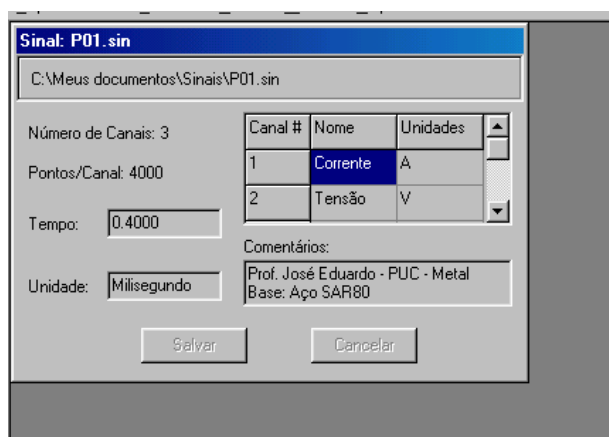 Sinal: P01.sin
C:\Meus documentos\Sinais\P01.sin
Número de Canais: 3
Pontos/Canal: 4000
Tempo: 0.4000
Unidade: Milisegundo
Canal # Nome Unidades
1 Corrente A
2 Tensão V
Comentários:
Prof. José Eduardo - PUC - Metal
Base: Aço SAR80
Salvar Cancelar